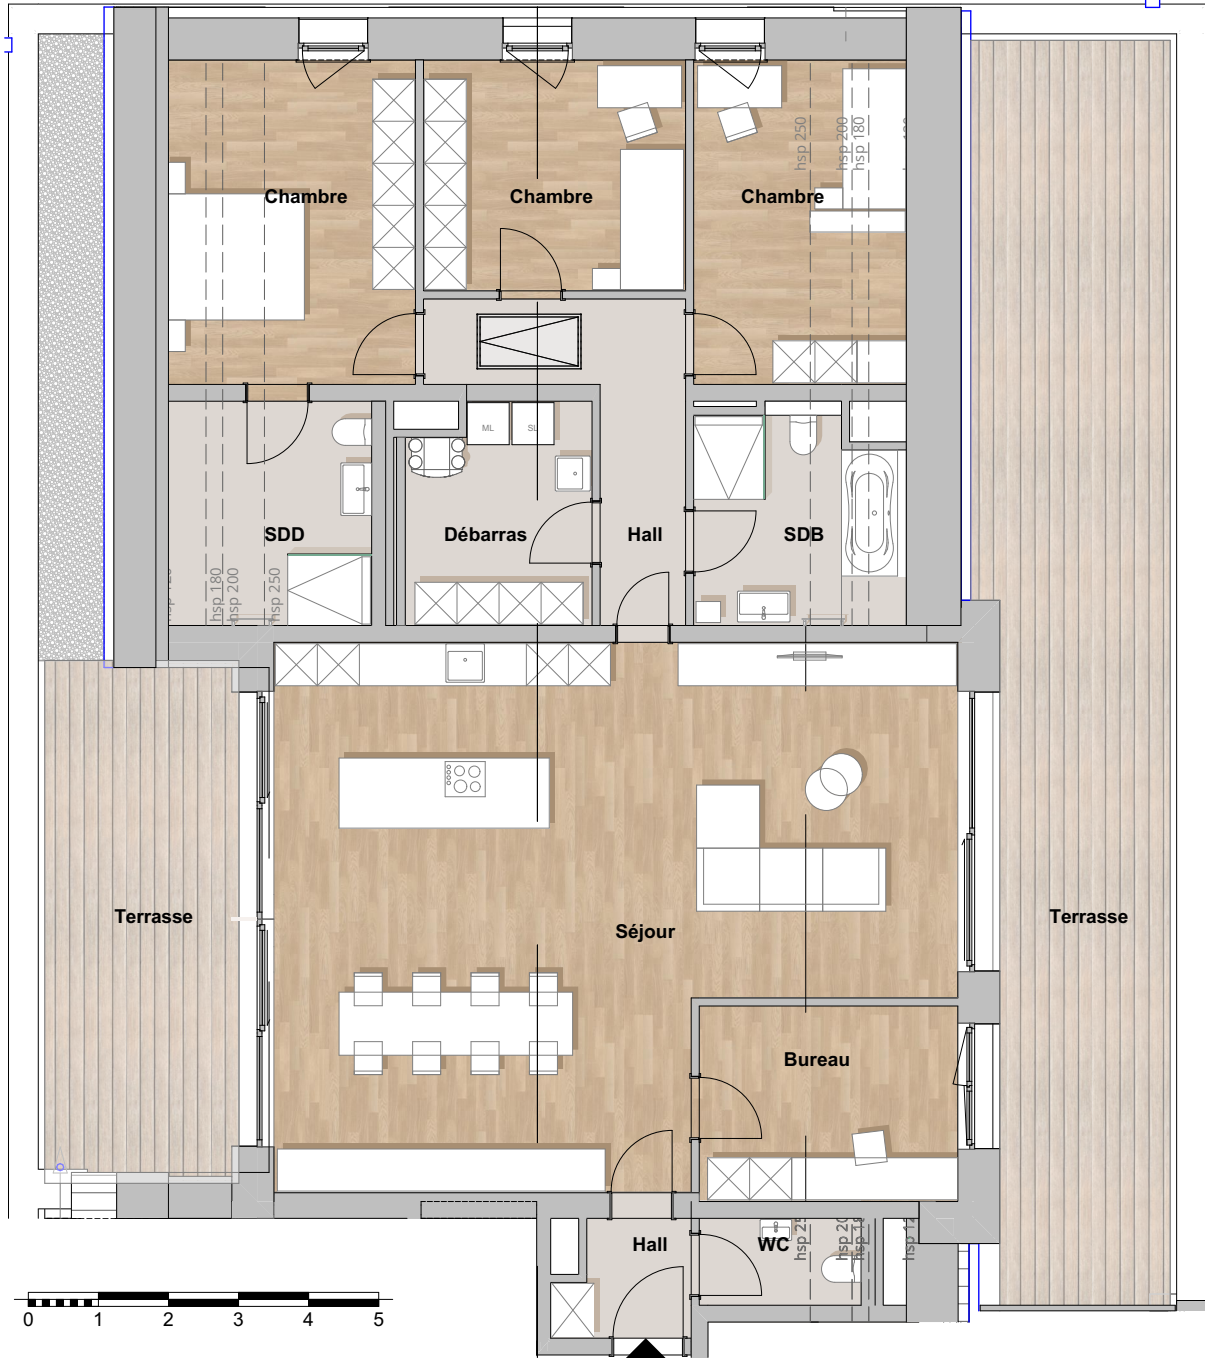 hsp 250
hsp 200
hsp 180
Chambre
Chambre
Chambre
ML
SL
SDD
Débarras
Hall
SDB
hsp 180
hsp 200
hsp 250
Terrasse
Séjour
Terrasse
Bureau
Hall
WC
0 1 2 3 4 5